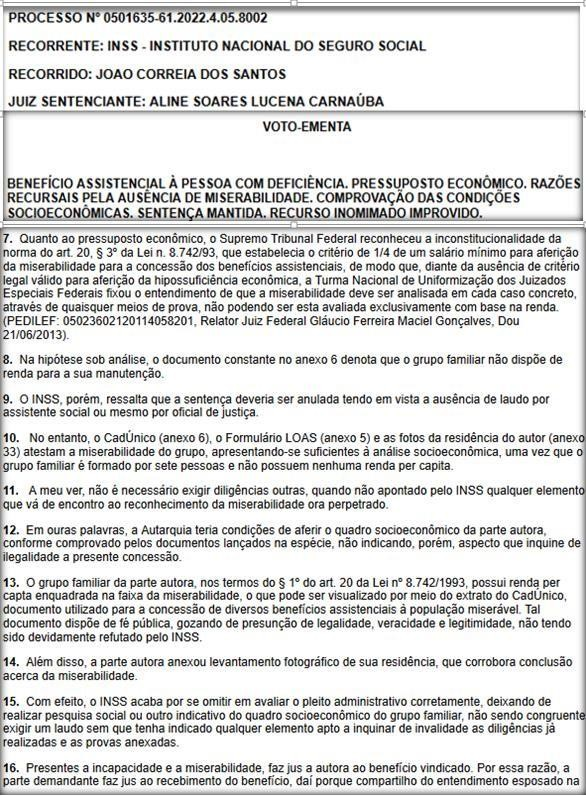 PROCESSO Nº 0501635-61.2022.4.05.8002
RECORRENTE: INSS - INSTITUTO NACIONAL DO SEGURO SOCIAL
RECORRIDO: JOAO CORREIA DOS SANTOS
JUIZ SENTENCIANTE: ALINE SOARES LUCENA CARNAÚBA
VOTO-EMENTA
BENEFÍCIO ASSISTENCIAL À PESSOA COM DEFICIÊNCIA. PRESSUPOSTO ECONÔMICO. RAZÕES
RECURSAIS PELA AUSÊNCIA DE MISERABILIDADE. COMPROVAÇÃO DAS CONDIÇÕES
SOCIOECONÔMICAS. SENTENÇA MANTIDA. RECURSO INOMIMADO IMPROVIDO.
7. Quanto ao pressuposto econômico, o Supremo Tribunal Federal reconheceu a inconstitucionalidade da
norma do art. 20, § 3º da Lei n. 8.742/93, que estabelecia o critério de 1/4 de um salário mínimo para aferição
da miserabilidade para a concessão dos benefícios assistenciais, de modo que, diante da ausência de critério
legal válido para aferição da hipossuficiência econômica, a Turma Nacional de Uniformização dos Juizados
Especiais Federais fixou o entendimento de que a miserabilidade deve ser analisada em cada caso concreto,
através de quaisquer meios de prova, não podendo ser esta avaliada exclusivamente com base na renda.
(PEDILEF: 05023602120114058201, Relator Juiz Federal Gláucio Ferreira Maciel Gonçalves, Dou
21/06/2013).
8. Na hipótese sob análise, o documento constante no anexo 6 denota que o grupo familiar não dispõe de
renda para a sua manutenção.
9. O INSS, porém, ressalta que a sentença deveria ser anulada tendo em vista a ausência de laudo por
assistente social ou mesmo por oficial de justiça.
10. No entanto, o CadÚnico (anexo 6), o Formulário LOAS (anexo 5) e as fotos da residência do autor (anexo
33) atestam a miserabilidade do grupo, apresentando-se suficientes à análise socioeconômica, uma vez que o
grupo familiar é formado por sete pessoas e não possuem nenhuma renda per capita.
11. A meu ver, não é necessário exigir diligências outras, quando não apontado pelo INSS qualquer elemento
que vá de encontro ao reconhecimento da miserabilidade ora perpetrado.
12. Em ouras palavras, a Autarquia teria condições de aferir o quadro socioeconômico da parte autora,
conforme comprovado pelos documentos lançados na espécie, não indicando, porém, aspecto que inquine de
ilegalidade a presente concessão.
13. O grupo familiar da parte autora, nos termos do § 1º do art. 20 da Lei nº 8.742/1993, possui renda per
capta enquadrada na faixa da miserabilidade, o que pode ser visualizado por meio do extrato do CadÚnico,
documento utilizado para a concessão de diversos benefícios assistenciais à população miserável. Tal
documento dispõe de fé pública, gozando de presunção de legalidade, veracidade e legitimidade, não tendo
sido devidamente refutado pelo INSS.
14. Além disso, a parte autora anexou levantamento fotográfico de sua residência, que corrobora conclusão
acerca da miserabilidade.
15. Com efeito, o INSS acaba por se omitir em avaliar o pleito administrativo corretamente, deixando de
realizar pesquisa social ou outro indicativo do quadro socioeconômico do grupo familiar, não sendo congruente
exigir um laudo sem que tenha indicado qualquer elemento apto a inquinar de invalidade as diligências já
realizadas e as provas anexadas.
16. Presentes a incapacidade e a miserabilidade, faz jus a autora ao benefício vindicado. Por essa razão, a
parte demandante faz jus ao recebimento do benefício, daí porque compartilho do entendimento esposado na